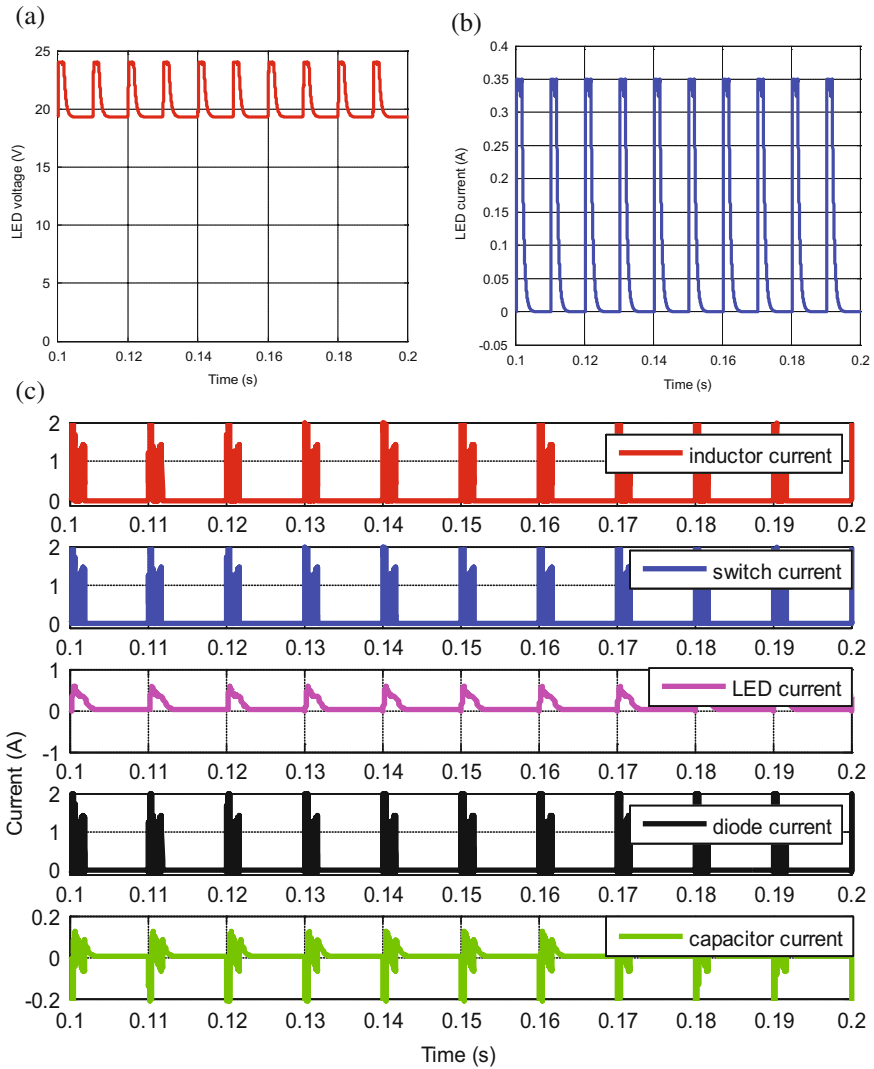 (a)
25
20
15
10
5
0
LED voltage (V)
0.1 0.12 0.14 0.16 0.18 0.2
Time (s)
(b)
0.4
0.35
0.3
0.25
0.2
0.15
0.1
0.05
0
-0.05
LED current (A)
0.1 0.12 0.14 0.16 0.18 0.2
Time (s)
(c)
2
1
0
inductor current
0.1 0.11 0.12 0.13 0.14 0.15 0.16 0.17 0.18 0.19 0.2
2
1
0
switch current
0.1 0.11 0.12 0.13 0.14 0.15 0.16 0.17 0.18 0.19 0.2
1
0
-1
LED current
0.1 0.11 0.12 0.13 0.14 0.15 0.16 0.17 0.18 0.19 0.2
Current (A)
2
1
0
diode current
0.1 0.11 0.12 0.13 0.14 0.15 0.16 0.17 0.18 0.19 0.2
0.2
0
-0.2
capacitor current
0.1 0.11 0.12 0.13 0.14 0.15 0.16 0.17 0.18 0.19 0.2
Time (s)